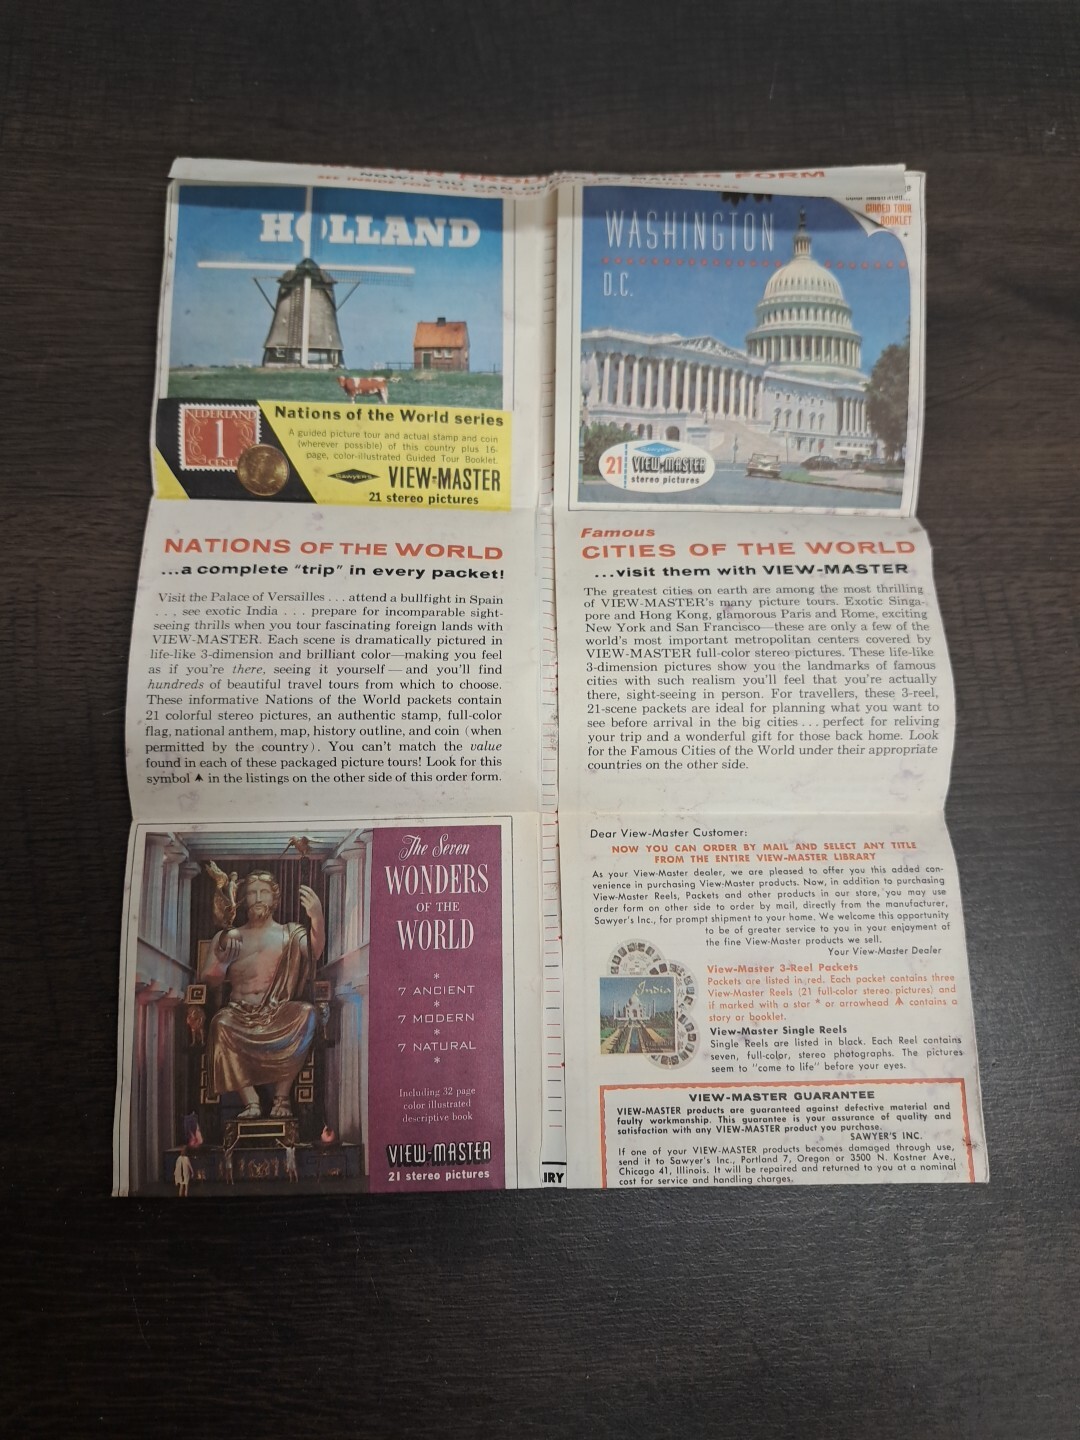 NOW! YOU CAN
FORM
HOLLAND
NEDERLAND
1
CENT
Nations of the World series
A guided picture tour and actual stamp and coin
(wherever possible) of this country plus 16-
page, color-illustrated Guided Tour Booklet.
SAWYER'S
VIEW-MASTER
21 stereo pictures
WASHINGTON
D.C.
GUIDED TOUR
BOOKLET
21
SAWYER'S
VIEW-MASTER
stereo pictures
NATIONS OF THE WORLD
...a complete "trip" in every packet!
Visit the Palace of Versailles . . . attend a bullfight in Spain
. . . see exotic India . . . prepare for incomparable sight-
seeing thrills when you tour fascinating foreign lands with
VIEW-MASTER. Each scene is dramatically pictured in
life-like 3-dimension and brilliant color—making you feel
as if you're there, seeing it yourself — and you'll find
hundreds of beautiful travel tours from which to choose.
These informative Nations of the World packets contain
21 colorful stereo pictures, an authentic stamp, full-color
flag, national anthem, map, history outline, and coin (when
permitted by the country). You can't match the value
found in each of these packaged picture tours! Look for this
symbol in the listings on the other side of this order form.
Famous
CITIES OF THE WORLD
...visit them with VIEW-MASTER
The greatest cities on earth are among the most thrilling
of VIEW-MASTER's many picture tours. Exotic Singa-
pore and Hong Kong, glamorous Paris and Rome, exciting
New York and San Francisco—these are only a few of the
world's most important metropolitan centers covered by
VIEW-MASTER full-color stereo pictures. These life-like
3-dimension pictures show you the landmarks of famous
cities with such realism you'll feel that you're actually
there, sight-seeing in person. For travellers, these 3-reel,
21-scene packets are ideal for planning what you want to
see before arrival in the big cities . . . perfect for reliving
your trip and a wonderful gift for those back home. Look
for the Famous Cities of the World under their appropriate
countries on the other side.
The Seven
WONDERS
OF THE
WORLD
*
7 ANCIENT
*
7 MODERN
*
7 NATURAL
*
Including 32 page
color illustrated
descriptive book
VIEW-MASTER
21 stereo pictures
IRY
Dear View-Master Customer:
NOW YOU CAN ORDER BY MAIL AND SELECT ANY TITLE
FROM THE ENTIRE VIEW-MASTER LIBRARY
As your View-Master dealer, we are pleased to offer you this added con-
venience in purchasing View-Master products. Now, in addition to purchasing
View-Master Reels, Packets and other products in our store, you may use
order form on other side to order by mail, directly from the manufacturer,
Sawyer's Inc., for prompt shipment to your home. We welcome this opportunity
to be of greater service to you in your enjoyment of
the fine View-Master products we sell.
Your View-Master Dealer
India
View-Master 3-Reel Packets
Packets are listed in red. Each packet contains three
View-Master Reels (21 full-color stereo pictures) and
if marked with a star * or arrowhead contains a
story or booklet.
View-Master Single Reels
Single Reels are listed in black. Each Reel contains
seven, full-color, stereo photographs. The pictures
seem to "come to life" before your eyes.
VIEW-MASTER GUARANTEE
VIEW-MASTER products are guaranteed against defective material and
faulty workmanship. This guarantee is your assurance of quality and
satisfaction with any VIEW-MASTER product you purchase.
SAWYER'S INC.
If one of your VIEW-MASTER products becomes damaged through use,
send it to Sawyer's Inc., Portland 7, Oregon or 3500 N. Kostner Ave.,
Chicago 41, Illinois. It will be repaired and returned to you at a nominal
cost for service and handling charges.